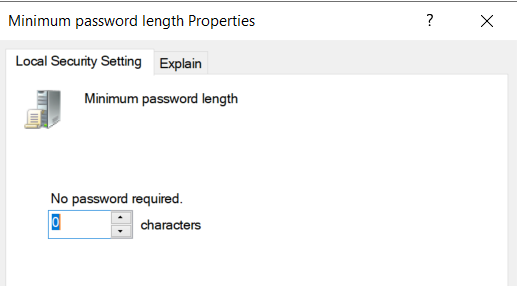 Minimum password length Properties ? ✕
Local Security Setting Explain
Minimum password length
No password required.
0 characters